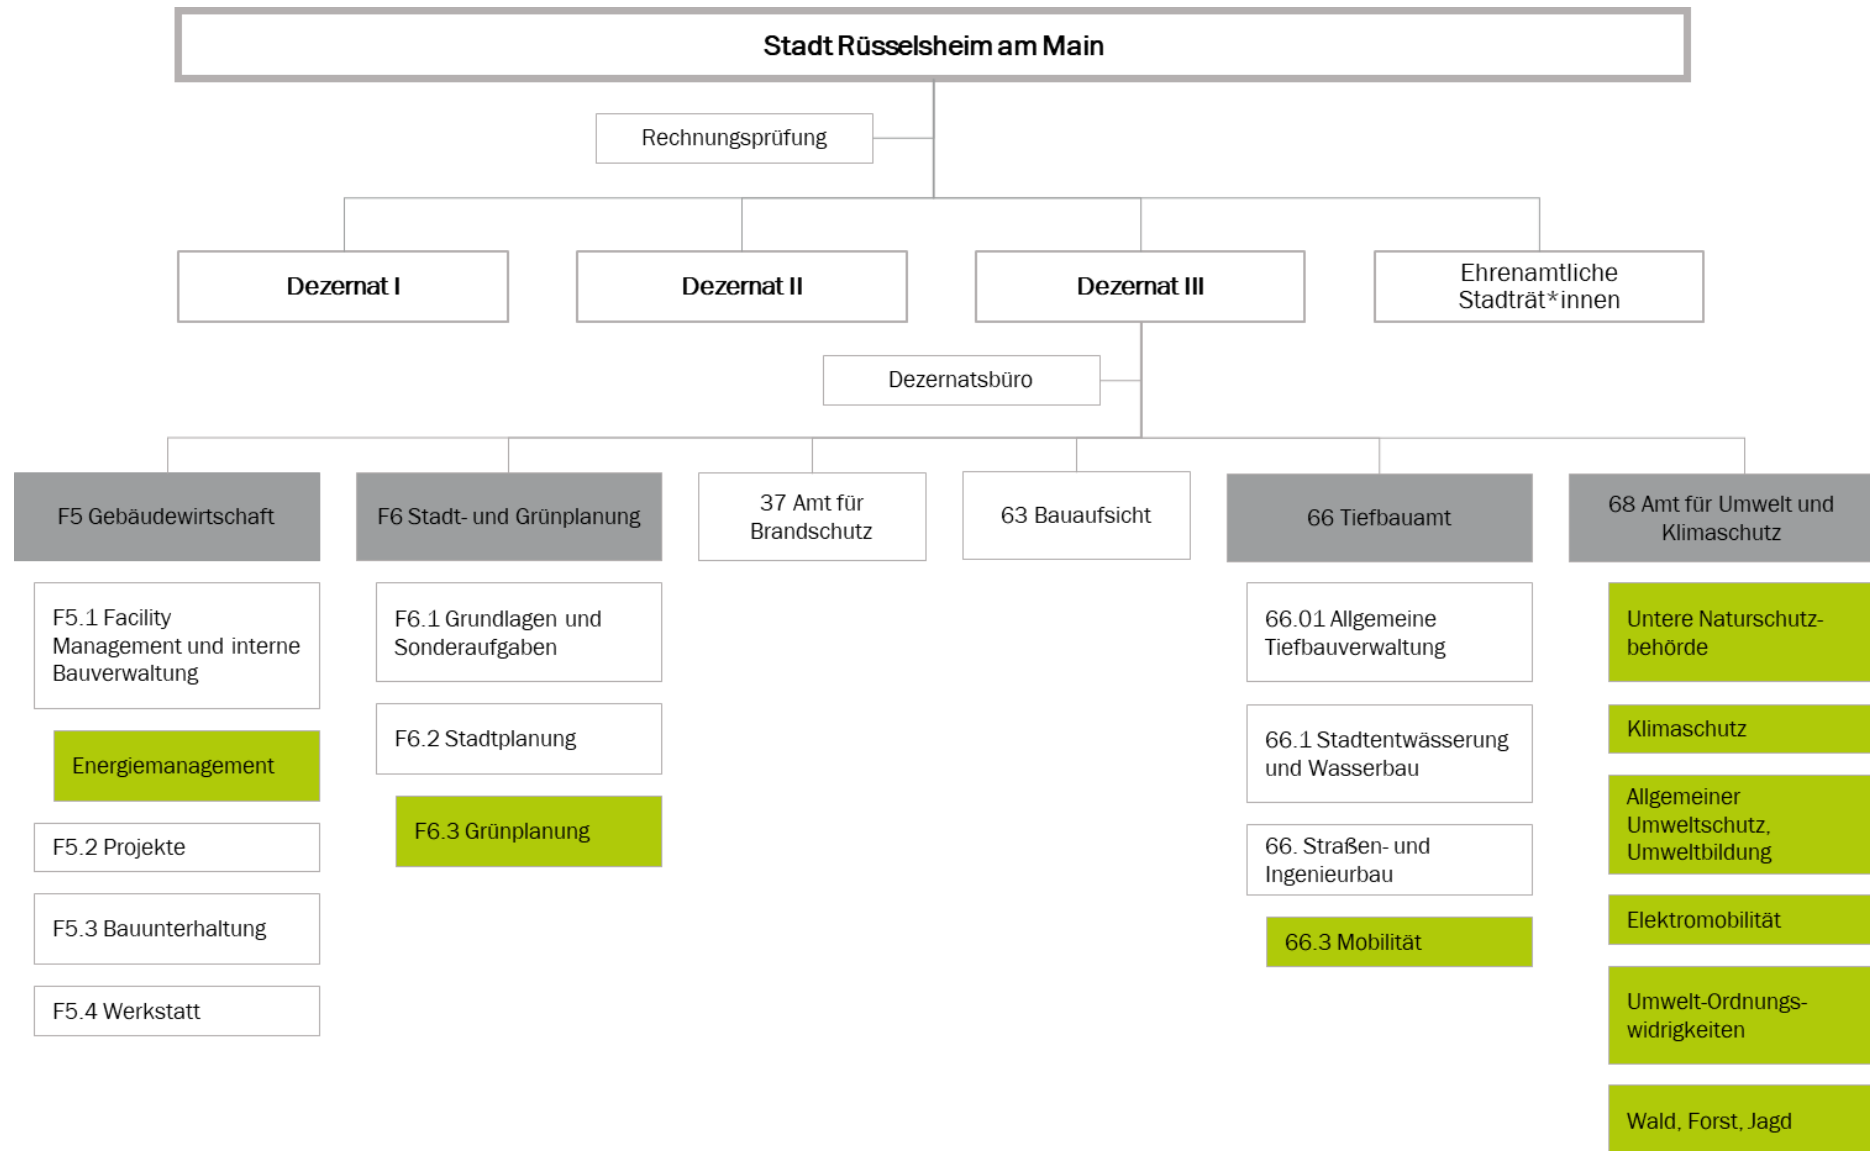 Stadt Rüsselsheim am Main
Rechnungsprüfung
Dezernat I
Dezernat II
Dezernat III
Ehrenamtliche
Stadträt*innen
Dezernatsbüro
F5 Gebäudewirtschaft
F6 Stadt- und Grünplanung
37 Amt für
Brandschutz
63 Bauaufsicht
66 Tiefbauamt
68 Amt für Umwelt und
Klimaschutz
F5.1 Facility
Management und interne
Bauverwaltung
Energiemanagement
F5.2 Projekte
F5.3 Bauunterhaltung
F5.4 Werkstatt
F6.1 Grundlagen und
Sonderaufgaben
F6.2 Stadtplanung
F6.3 Grünplanung
66.01 Allgemeine
Tiefbauverwaltung
66.1 Stadtentwässerung
und Wasserbau
66. Straßen- und
Ingenieurbau
66.3 Mobilität
Untere Naturschutz-
behörde
Klimaschutz
Allgemeiner
Umweltschutz,
Umweltbildung
Elektromobilität
Umwelt-Ordnungs-
widrigkeiten
Wald, Forst, Jagd